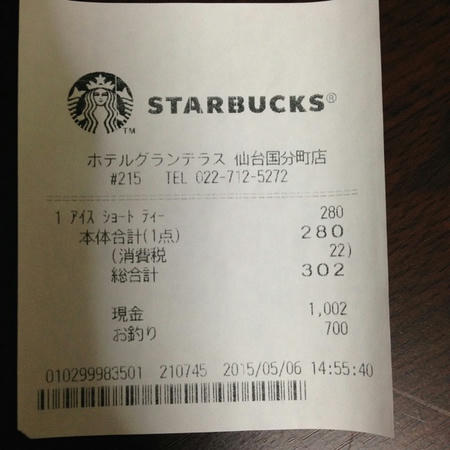 TM
STARBUCKS®
ホテルグランテラス 仙台国分町店
#215 TEL 022-712-5272
1 アイス ショート ティー 280
本体合計(1点) 280
(消費税 22)
総合計 302
現金 1,002
お釣り 700
010299983501 210745 2015/05/06 14:55:40